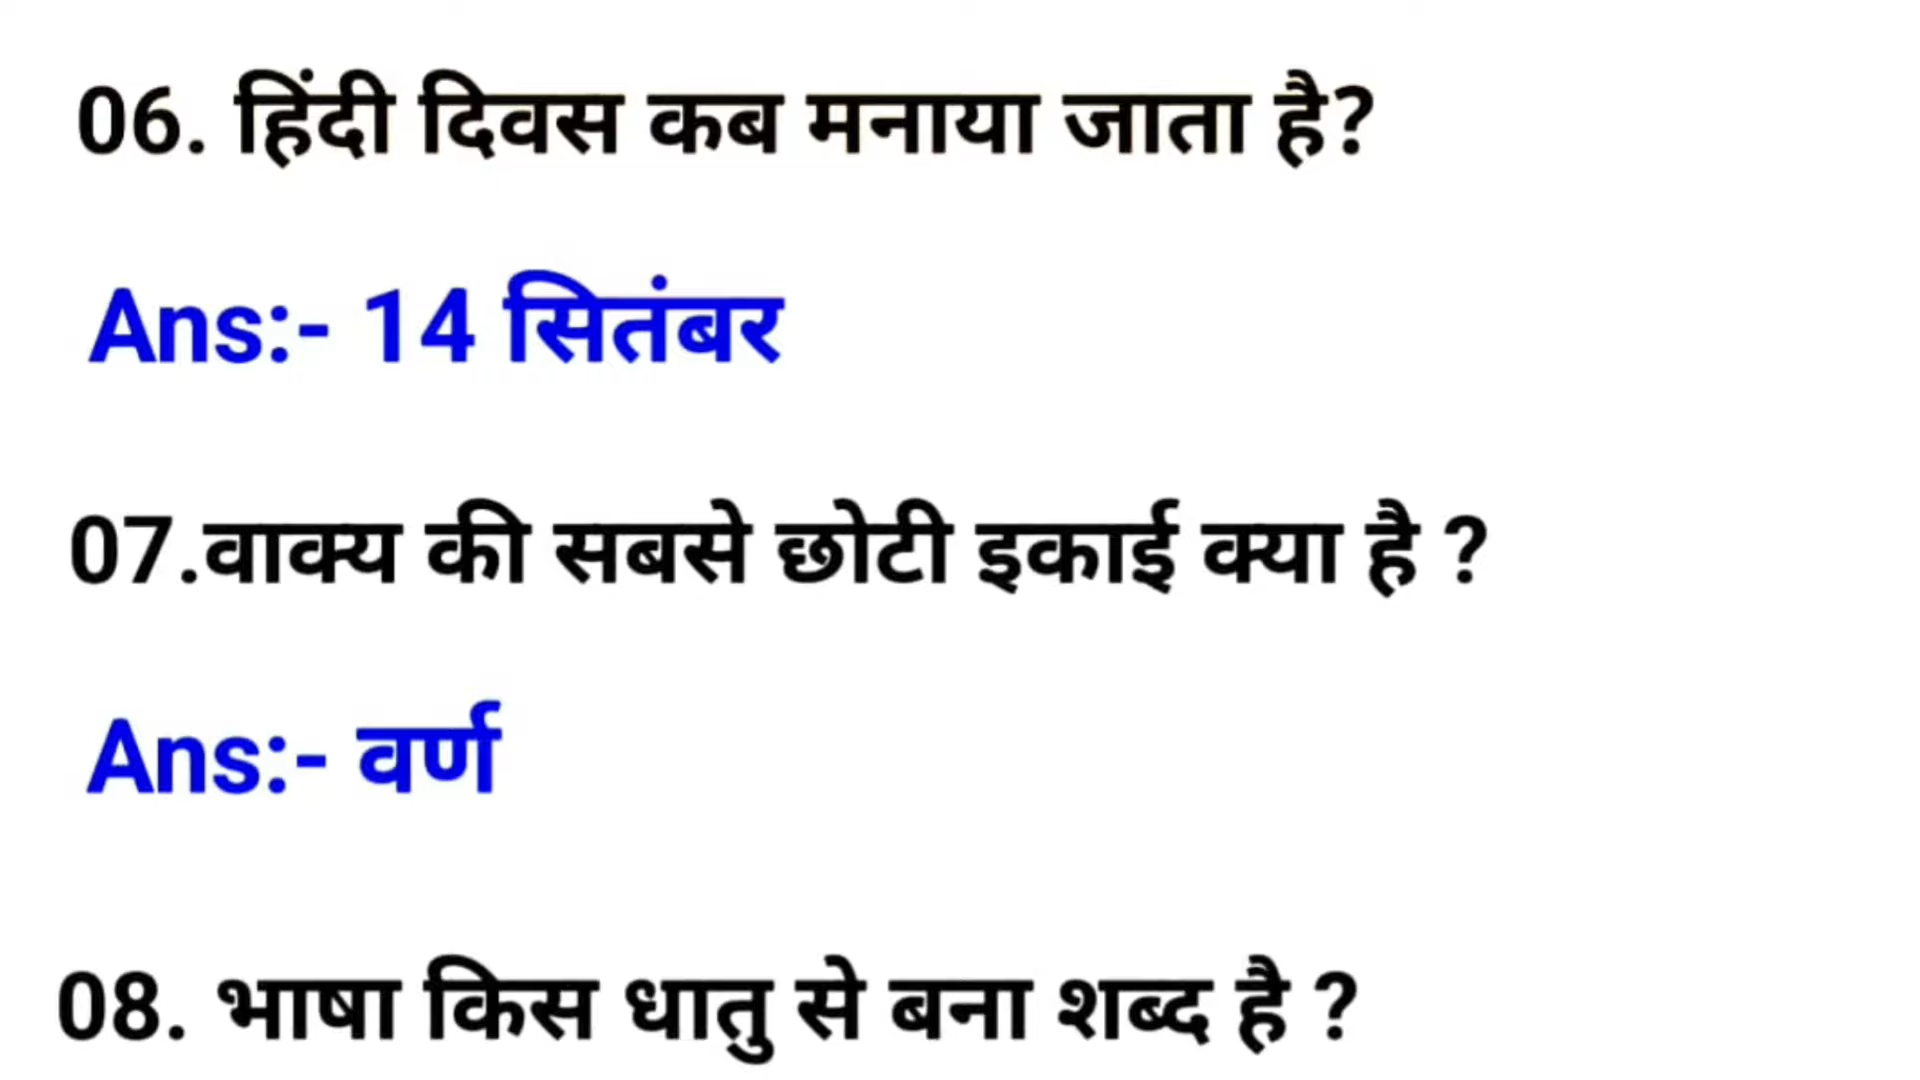 06. हिंदी दिवस कब मनाया जाता है?
Ans:- 14 सितंबर
07.वाक्य की सबसे छोटी इकाई क्या है ?
Ans:- वर्ण
08. भाषा किस धातु से बना शब्द है ?